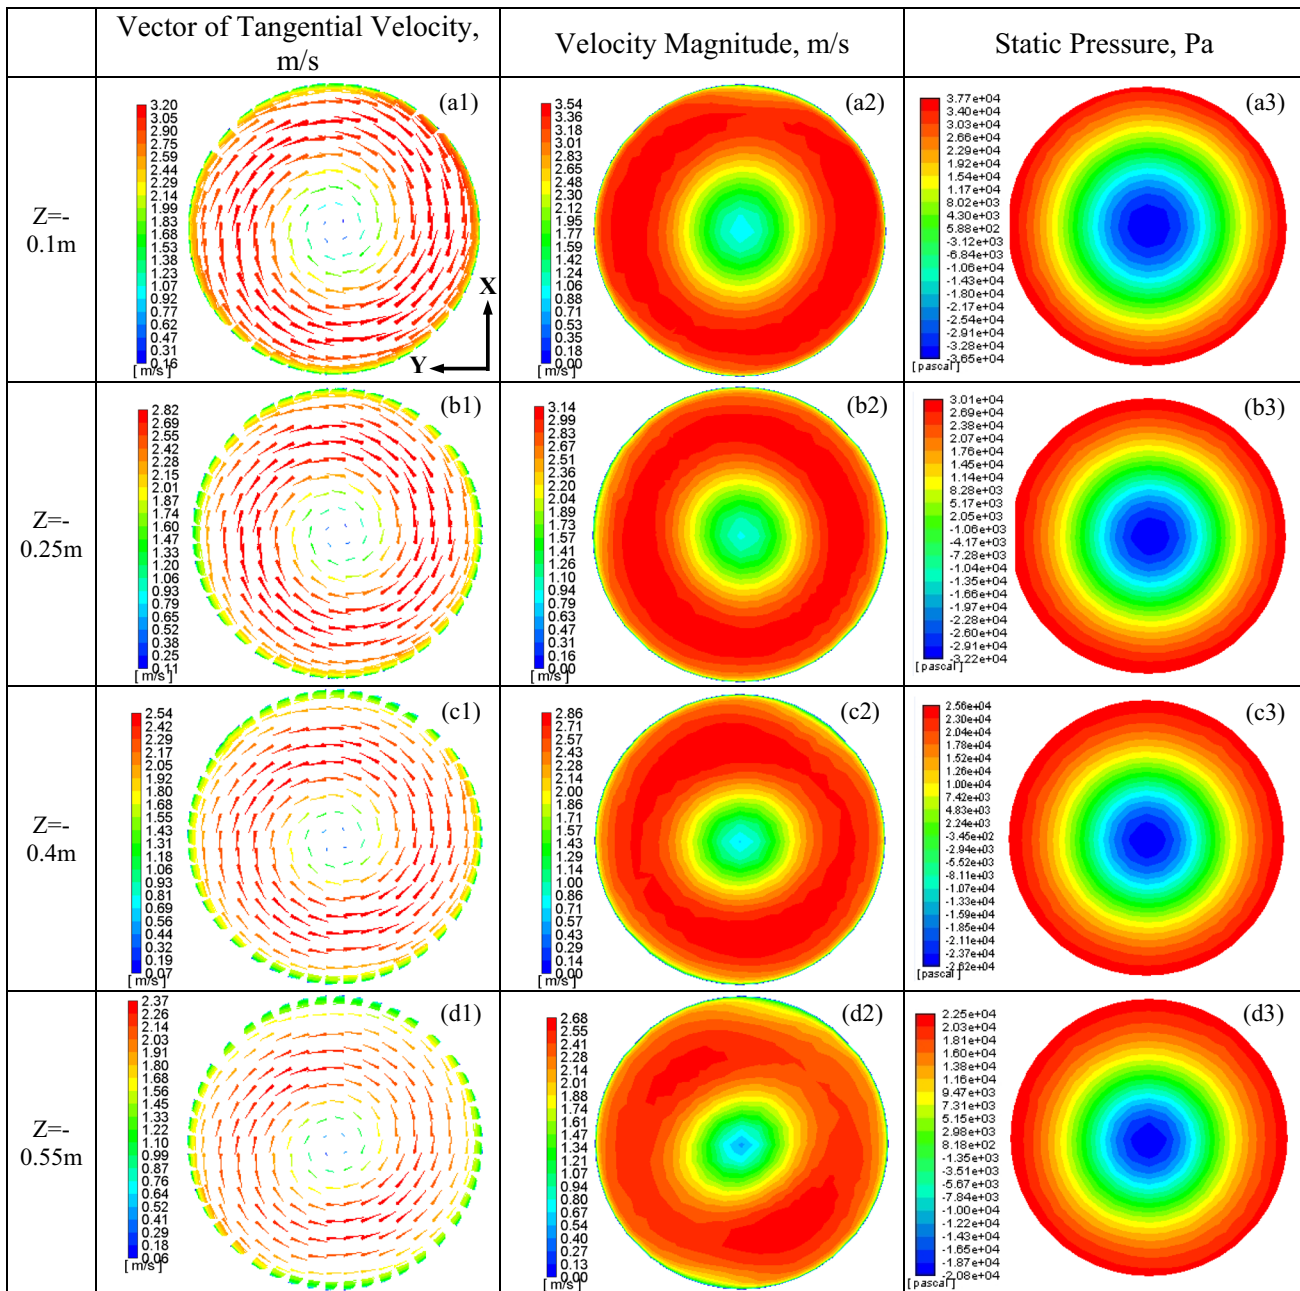 Vector of Tangential Velocity,
m/s
Velocity Magnitude, m/s
Static Pressure, Pa
Z=-
0.1m
(a1)
3.20
3.05
2.90
2.75
2.59
2.44
2.29
2.14
1.99
1.83
1.68
1.53
1.38
1.23
1.07
0.92
0.77
0.62
0.47
0.31
0.16
[ m/s ]
X
Y
(a2)
3.54
3.36
3.18
3.01
2.83
2.65
2.48
2.30
2.12
1.95
1.77
1.59
1.42
1.24
1.06
0.88
0.71
0.53
0.35
0.18
0.00
[ m/s ]
(a3)
3.77e+04
3.40e+04
3.03e+04
2.66e+04
2.29e+04
1.92e+04
1.54e+04
1.17e+04
8.02e+03
4.30e+03
5.88e+02
-3.12e+03
-6.84e+03
-1.06e+04
-1.43e+04
-1.80e+04
-2.17e+04
-2.54e+04
-2.91e+04
-3.28e+04
-3.65e+04
[ pascal ]
Z=-
0.25m
(b1)
2.82
2.69
2.55
2.42
2.28
2.15
2.01
1.87
1.74
1.60
1.47
1.33
1.20
1.06
0.93
0.79
0.65
0.52
0.38
0.25
0.11
[ m/s ]
(b2)
3.14
2.99
2.83
2.67
2.51
2.36
2.20
2.04
1.89
1.73
1.57
1.41
1.26
1.10
0.94
0.79
0.63
0.47
0.31
0.16
0.00
[ m/s ]
(b3)
3.01e+04
2.69e+04
2.38e+04
2.07e+04
1.76e+04
1.45e+04
1.14e+04
8.28e+03
5.17e+03
2.05e+03
-1.06e+03
-4.17e+03
-7.28e+03
-1.04e+04
-1.35e+04
-1.66e+04
-1.97e+04
-2.28e+04
-2.60e+04
-2.91e+04
-3.22e+04
[ pascal ]
Z=-
0.4m
(c1)
2.54
2.42
2.29
2.17
2.05
1.92
1.80
1.68
1.55
1.43
1.31
1.18
1.06
0.93
0.81
0.69
0.56
0.44
0.32
0.19
0.07
[ m/s ]
(c2)
2.86
2.71
2.57
2.43
2.28
2.14
2.00
1.86
1.71
1.57
1.43
1.28
1.14
1.00
0.86
0.71
0.57
0.43
0.29
0.14
0.00
[ m/s ]
(c3)
2.56e+04
2.30e+04
2.04e+04
1.78e+04
1.52e+04
1.26e+04
1.00e+04
7.42e+03
4.83e+03
2.24e+03
-3.45e+02
-2.94e+03
-5.52e+03
-8.11e+03
-1.07e+04
-1.33e+04
-1.59e+04
-1.85e+04
-2.11e+04
-2.37e+04
-2.62e+04
[ pascal ]
Z=-
0.55m
(d1)
2.37
2.26
2.14
2.03
1.91
1.80
1.68
1.56
1.45
1.33
1.22
1.10
0.99
0.87
0.76
0.64
0.52
0.41
0.29
0.18
0.06
[ m/s ]
(d2)
2.68
2.55
2.41
2.28
2.14
2.01
1.88
1.74
1.61
1.47
1.34
1.21
1.07
0.94
0.80
0.67
0.54
0.40
0.27
0.13
0.00
[ m/s ]
(d3)
2.25e+04
2.03e+04
1.81e+04
1.60e+04
1.38e+04
1.16e+04
9.47e+03
7.31e+03
5.15e+03
2.98e+03
8.18e+02
-1.35e+03
-3.51e+03
-5.67e+03
-7.84e+03
-1.00e+04
-1.22e+04
-1.43e+04
-1.65e+04
-1.87e+04
-2.08e+04
[ pascal ]